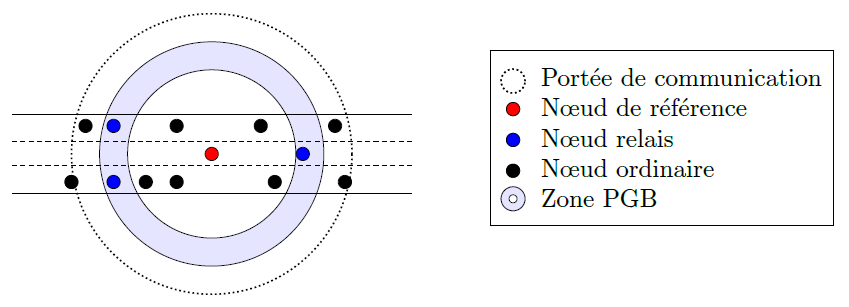 Portée de communication
Nœud de référence
Nœud relais
Nœud ordinaire
Zone PGB